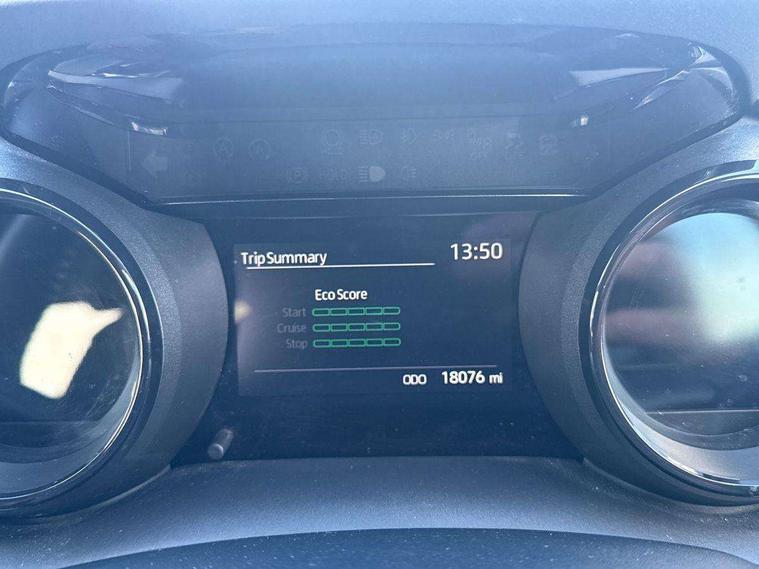 Trip Summary 13:50
Eco Score
Start
Cruise
Stop
ODO 18076 mi